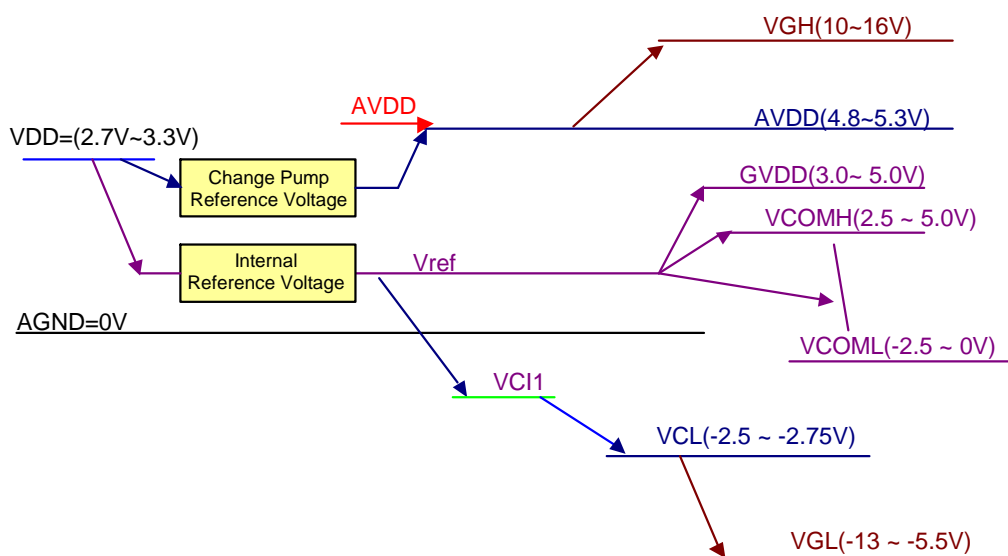 VGH(10~16V)
AVDD
AVDD(4.8~5.3V)
VDD=(2.7V~3.3V)
Change Pump
Reference Voltage
GVDD(3.0~ 5.0V)
VCOMH(2.5 ~ 5.0V)
Internal
Reference Voltage
Vref
AGND=0V
VCOML(-2.5 ~ 0V)
VCI1
VCL(-2.5 ~ -2.75V)
VGL(-13 ~ -5.5V)